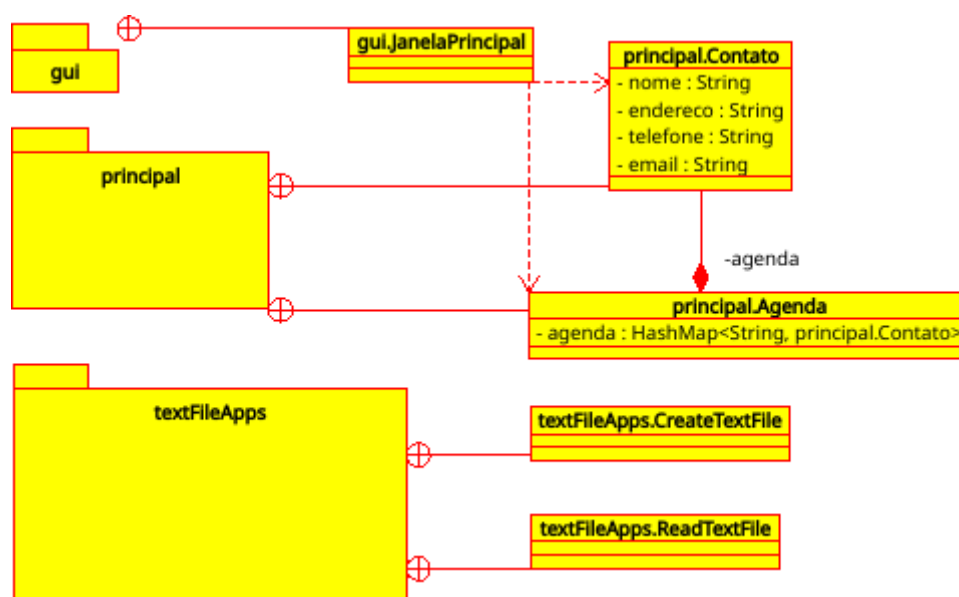 gui
gui.JanelaPrincipal
principal.Contato
- nome : String
- endereco : String
- telefone : String
- email : String
principal
-agenda
principal.Agenda
- agenda : HashMap<String, principal.Contato>
textFileApps
textFileApps.CreateTextFile
textFileApps.ReadTextFile